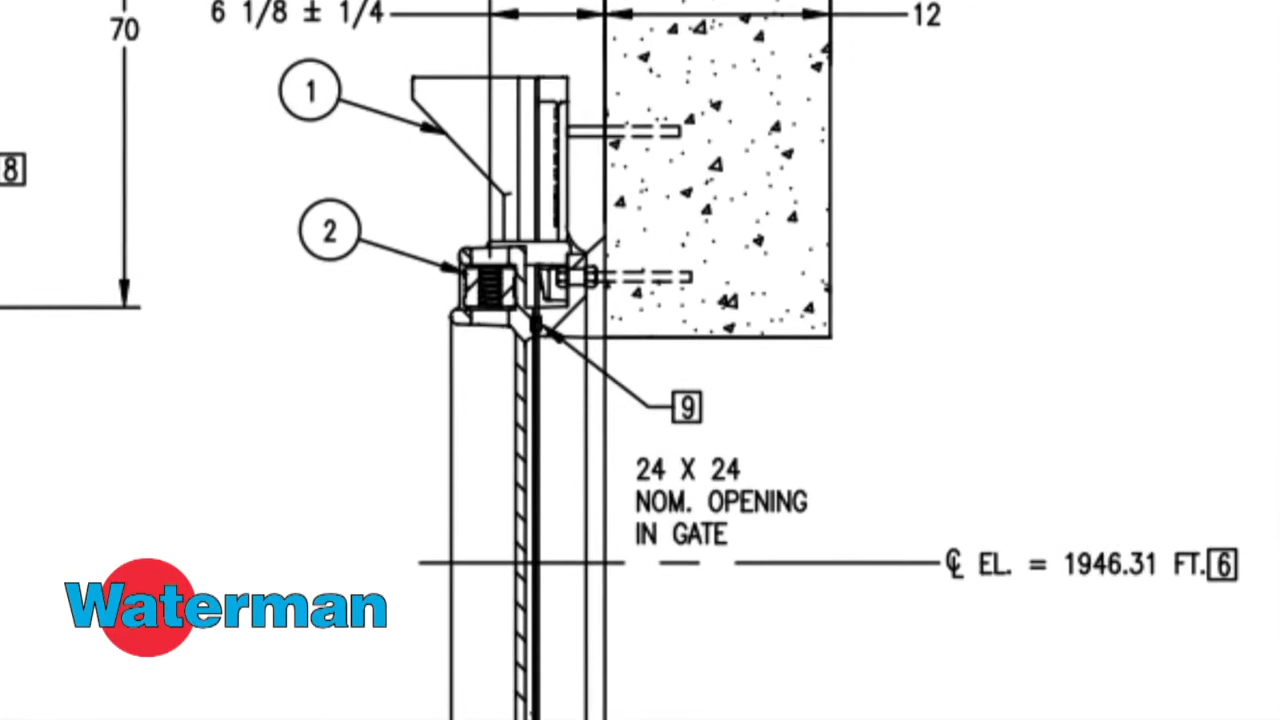 6 1/8 ± 1/4
12
70
1
8
2
9
24 X 24
NOM. OPENING
IN GATE
℄ EL. = 1946.31 FT. 6
Waterman